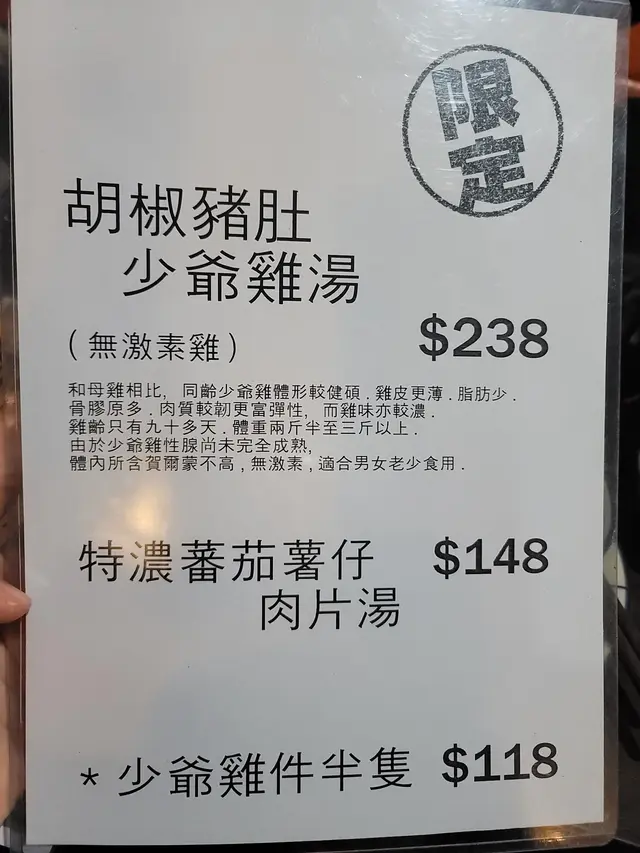 限定
胡椒豬肚
少爺雞湯
(無激素雞) $238
和母雞相比, 同齡少爺雞體形較健碩．雞皮更薄．脂肪少．
骨膠原多．肉質較韌更富彈性, 而雞味亦較濃．
雞齡只有九十多天．體重兩斤半至三斤以上．
由於少爺雞性腺尚未完全成熟,
體內所含賀爾蒙不高, 無激素, 適合男女老少食用．
特濃蕃茄薯仔 $148
肉片湯
* 少爺雞件半隻 $118